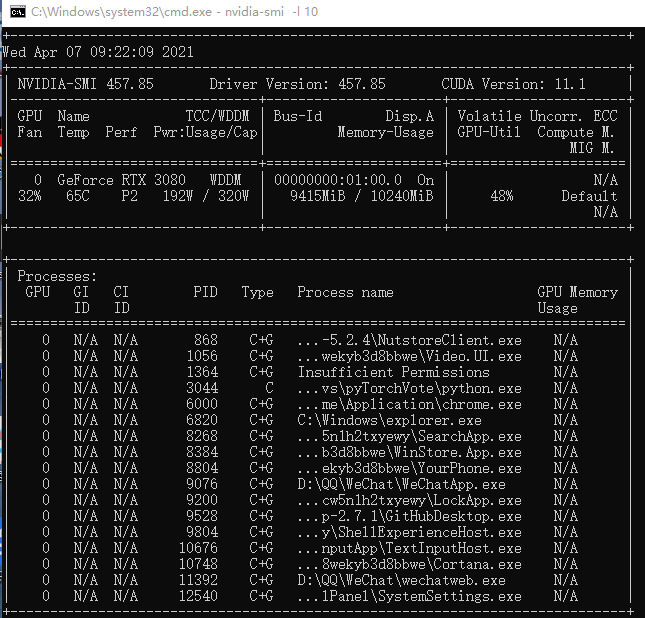 C:\Windows\system32\cmd.exe - nvidia-smi  -l 10
Wed Apr 07 09:22:09 2021
NVIDIA-SMI 457.85       Driver Version: 457.85       CUDA Version: 11.1
GPU  Name            TCC/WDDM | Bus-Id        Disp.A | Volatile Uncorr. ECC
Fan  Temp  Perf  Pwr:Usage/Cap|         Memory-Usage | GPU-Util  Compute M.
MIG M.
0  GeForce RTX 3080   WDDM  | 00000000:01:00.0  On |                  N/A
32%   65C    P2   192W / 320W |   9415MiB / 10240MiB |     48%      Default
N/A
Processes:
GPU   GI   CI        PID   Type   Process name                  GPU Memory
ID   ID                                                   Usage
0   N/A  N/A       868    C+G   ...-5.2.4\NutstoreClient.exe    N/A
0   N/A  N/A      1056    C+G   ...wekyb3d8bbwe\Video.UI.exe    N/A
0   N/A  N/A      1364    C+G   Insufficient Permissions        N/A
0   N/A  N/A      3044      C   ...vs\pyTorchVote\python.exe    N/A
0   N/A  N/A      6000    C+G   ...me\Application\chrome.exe    N/A
0   N/A  N/A      6820    C+G   C:\Windows\explorer.exe         N/A
0   N/A  N/A      8268    C+G   ...5n1h2txyewy\SearchApp.exe    N/A
0   N/A  N/A      8384    C+G   ...b3d8bbwe\WinStore.App.exe    N/A
0   N/A  N/A      8804    C+G   ...ekyb3d8bbwe\YourPhone.exe    N/A
0   N/A  N/A      9076    C+G   D:\QQ\WeChat\WeChatApp.exe      N/A
0   N/A  N/A      9200    C+G   ...cw5n1h2txyewy\LockApp.exe    N/A
0   N/A  N/A      9528    C+G   ...p-2.7.1\GitHubDesktop.exe    N/A
0   N/A  N/A      9804    C+G   ...y\ShellExperienceHost.exe    N/A
0   N/A  N/A     10676    C+G   ...nputApp\TextInputHost.exe    N/A
0   N/A  N/A     10748    C+G   ...8wekyb3d8bbwe\Cortana.exe    N/A
0   N/A  N/A     11392    C+G   D:\QQ\WeChat\wechatweb.exe      N/A
0   N/A  N/A     12540    C+G   ...lPanel\SystemSettings.exe    N/A